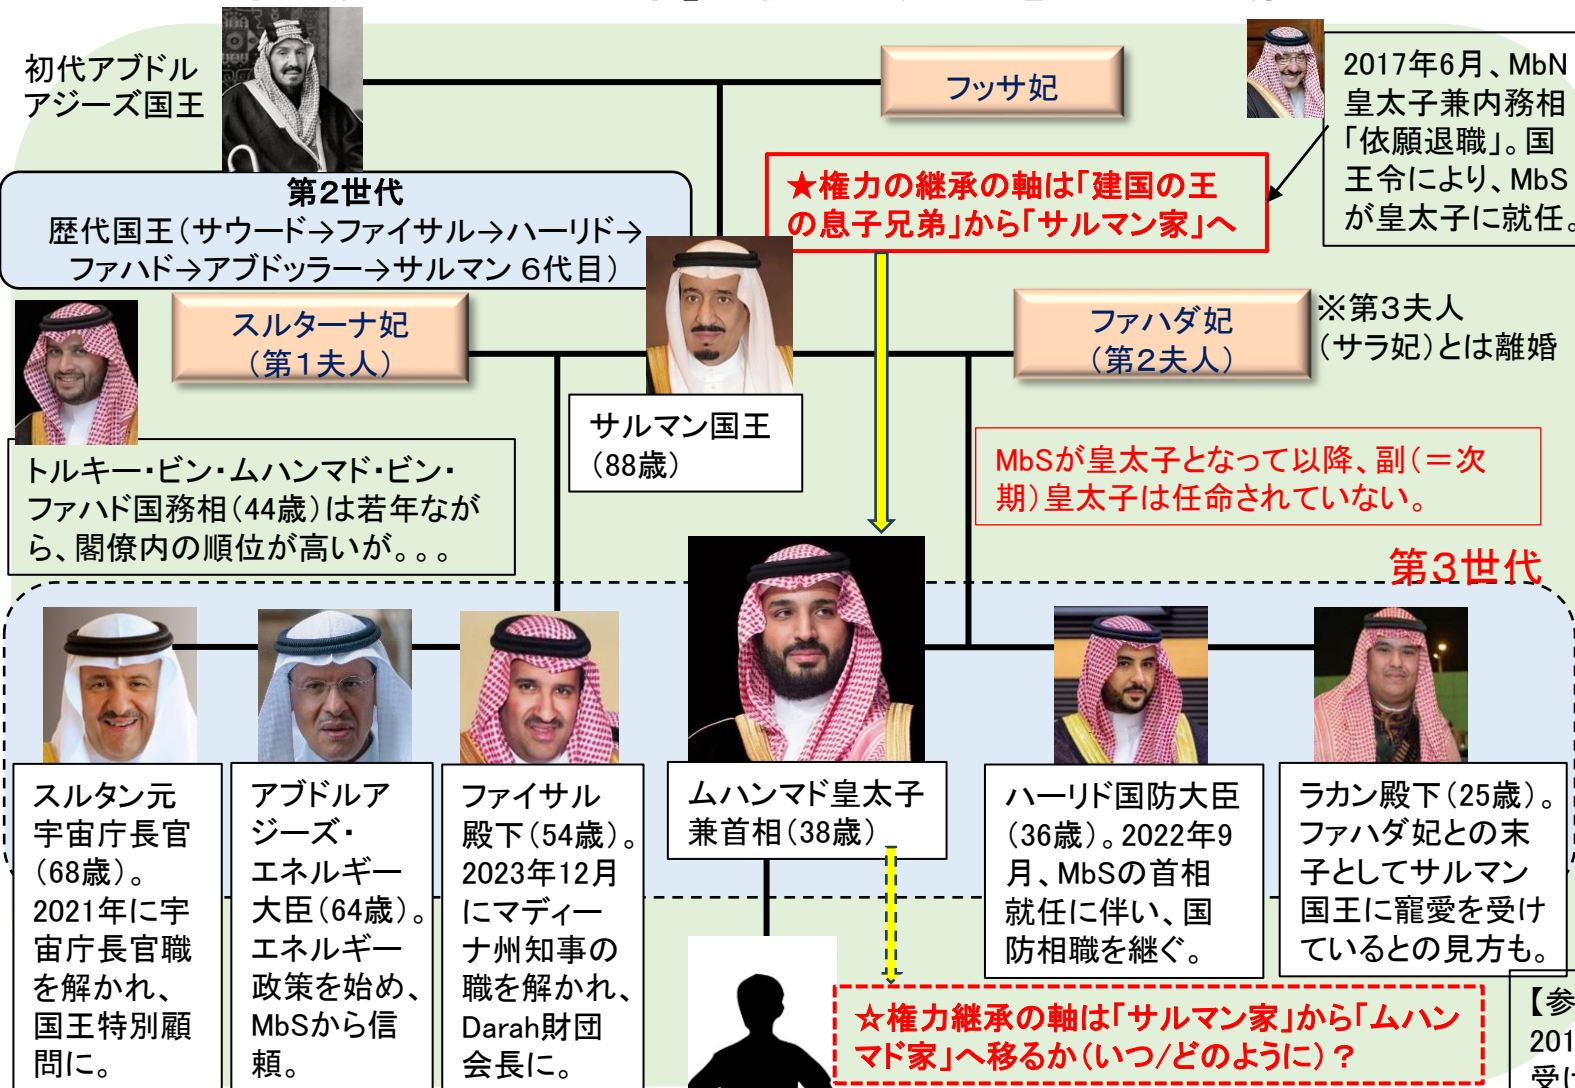 初代アブドル
アジーズ国王
フッサ妃
2017年6月、MbN
皇太子兼内務相
「依願退職」。国
王令により、MbS
が皇太子に就任。
第2世代
歴代国王(サウード→ファイサル→ハーリド→
ファハド→アブドッラー→サルマン 6代目)
★権力の継承の軸は「建国の王
の息子兄弟」から「サルマン家」へ
スルターナ妃
(第1夫人)
ファハダ妃
(第2夫人)
※第3夫人
(サラ妃)とは離婚
サルマン国王
(88歳)
トルキー・ビン・ムハンマド・ビン・
ファハド国務相(44歳)は若年なが
ら、閣僚内の順位が高いが。。。
MbSが皇太子となって以降、副(=次
期)皇太子は任命されていない。
第3世代
スルタン元
宇宙庁長官
(68歳)。
2021年に宇
宙庁長官職
を解かれ、
国王特別顧
問に。
アブドルア
ジーズ・
エネルギー
大臣(64歳)。
エネルギー
政策を始め、
MbSから信
頼。
ファイサル
殿下(54歳)。
2023年12月
にマディー
ナ州知事の
職を解かれ、
Darah財団
会長に。
ムハンマド皇太子
兼首相(38歳)
ハーリド国防大臣
(36歳)。2022年9
月、MbSの首相
就任に伴い、国
防相職を継ぐ。
ラカン殿下(25歳)。
ファハダ妃との末
子としてサルマン
国王に寵愛を受け
ているとの見方も。
☆権力継承の軸は「サルマン家」から「ムハン
マド家」へ移るか(いつ/どのように)?
【参
201
受け